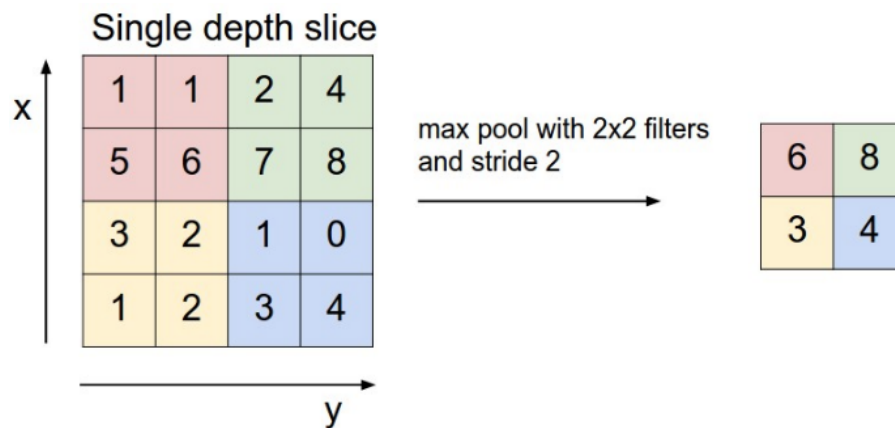 Single depth slice
x
1 1 2 4
5 6 7 8
3 2 1 0
1 2 3 4
y
max pool with 2x2 filters
and stride 2
6 8
3 4